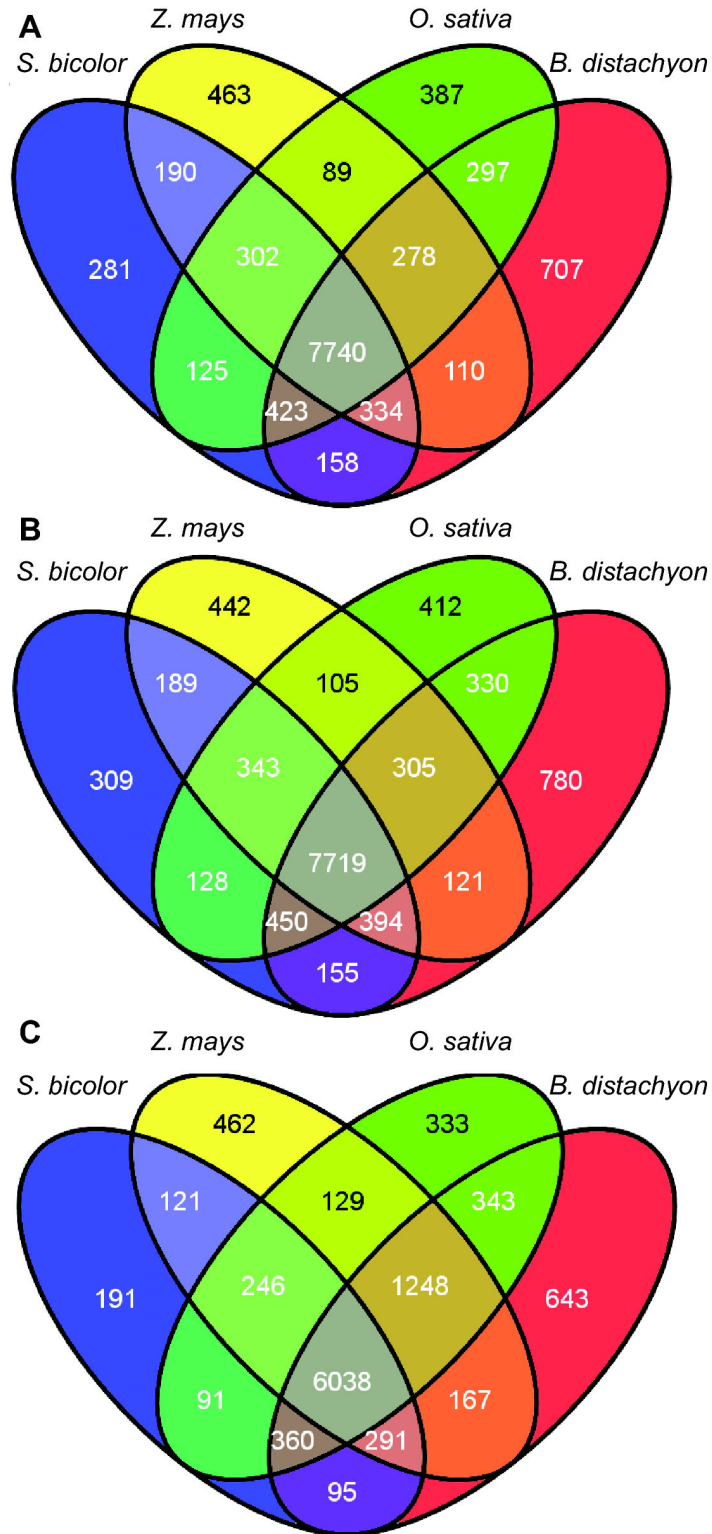 A
Z. mays O. sativa
S. bicolor B. distachyon
463 387
190 89 297
281 302 278 707
7740
125 110
423 334
158
B
Z. mays O. sativa
S. bicolor B. distachyon
442 412
189 105 330
309 343 305 780
7719
128 121
450 394
155
C
Z. mays O. sativa
S. bicolor B. distachyon
462 333
121 129 343
191 246 1248 643
6038
91 167
360 291
95